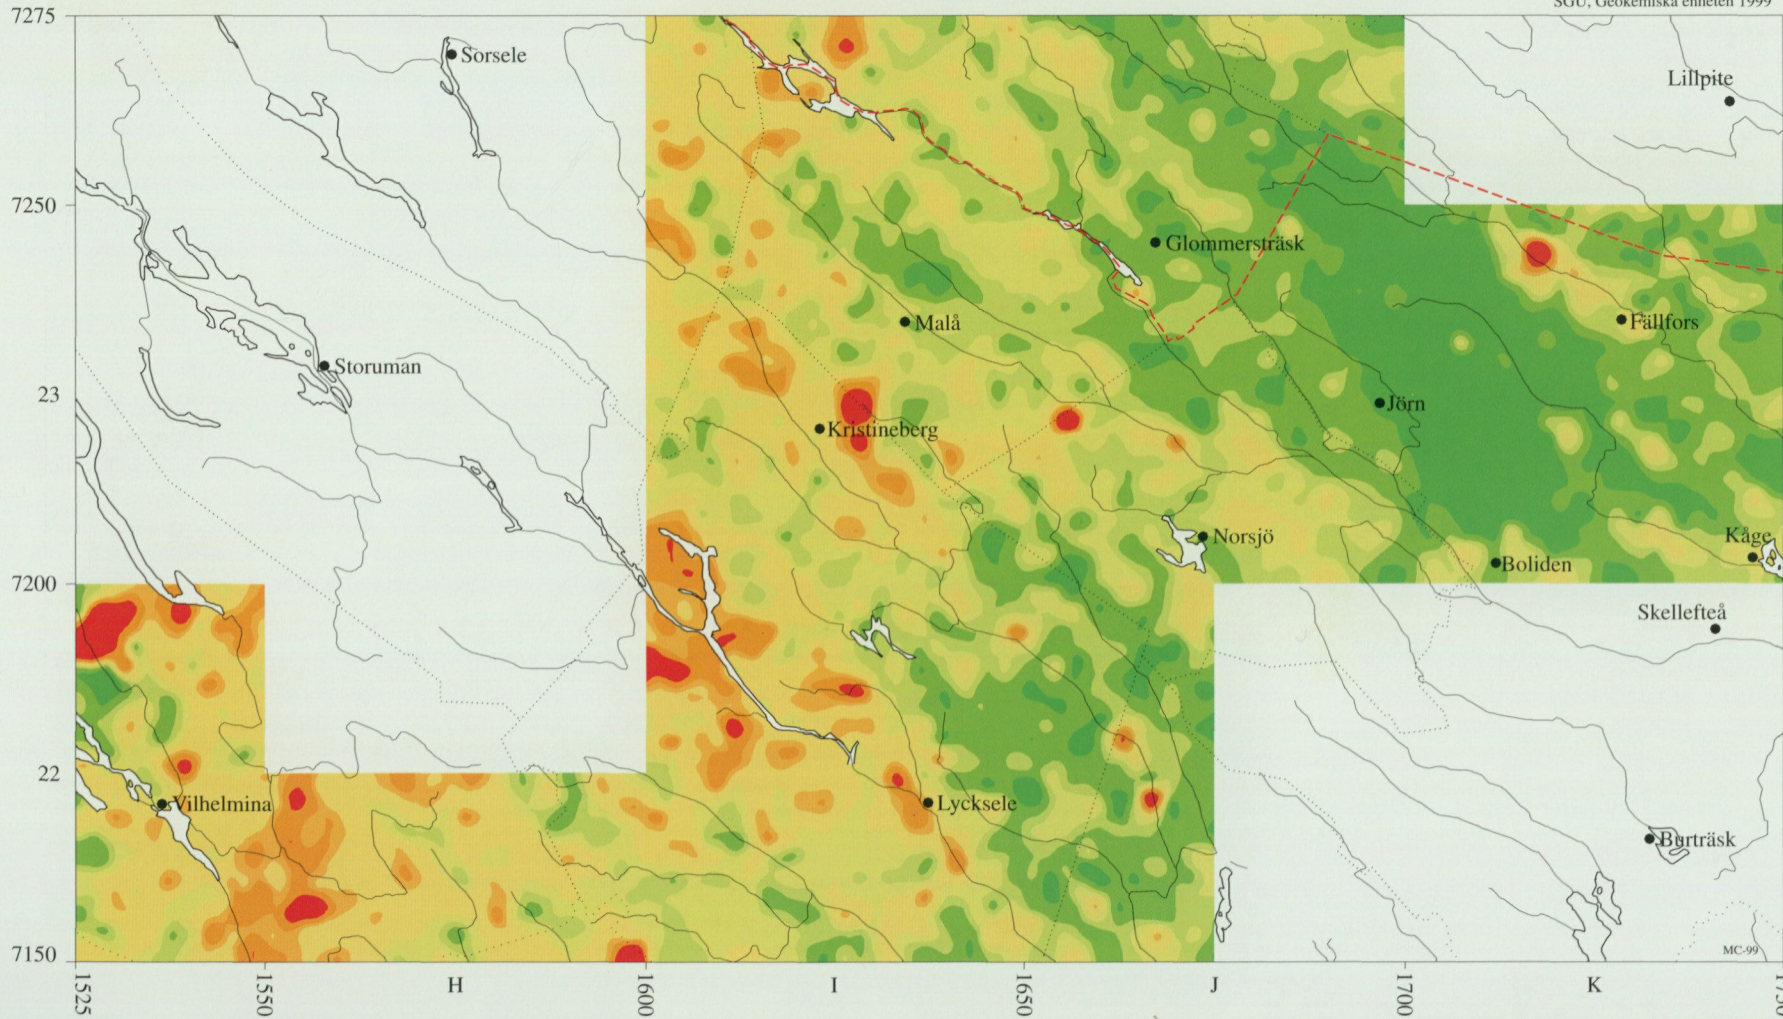 SGU, Geokemiska enheten 1999
7275
Sorsele
Lillpite
7250
Glommersträsk
Malå
Fällfors
Storuman
23
Jörn
Kristineberg
Norsjö
Kåge
Boliden
7200
Skellefteå
22
Vilhelmina
Lycksele
Burträsk
7150
MC-99
1525
1550
H
1600
I
1650
J
1700
K